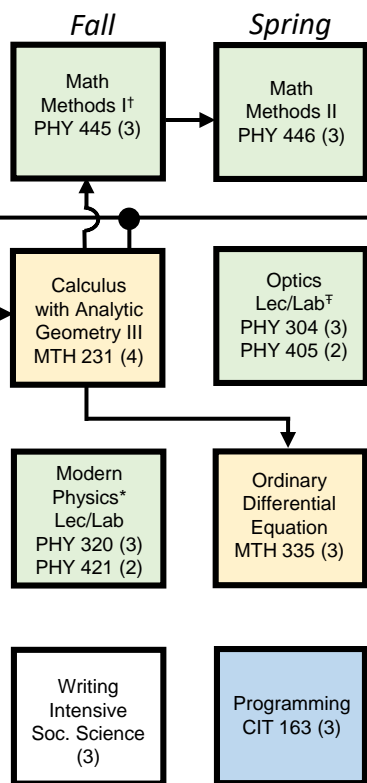 Fall
Spring
Math
Methods I†
PHY 445 (3)
Math
Methods II
PHY 446 (3)
Calculus
with Analytic
Geometry III
MTH 231 (4)
Optics
Lec/Lab Ŧ
PHY 304 (3)
PHY 405 (2)
Modern
Physics*
Lec/Lab
PHY 320 (3)
PHY 421 (2)
Ordinary
Differential
Equation
MTH 335 (3)
Writing
Intensive
Soc. Science
(3)
Programming
CIT 163 (3)